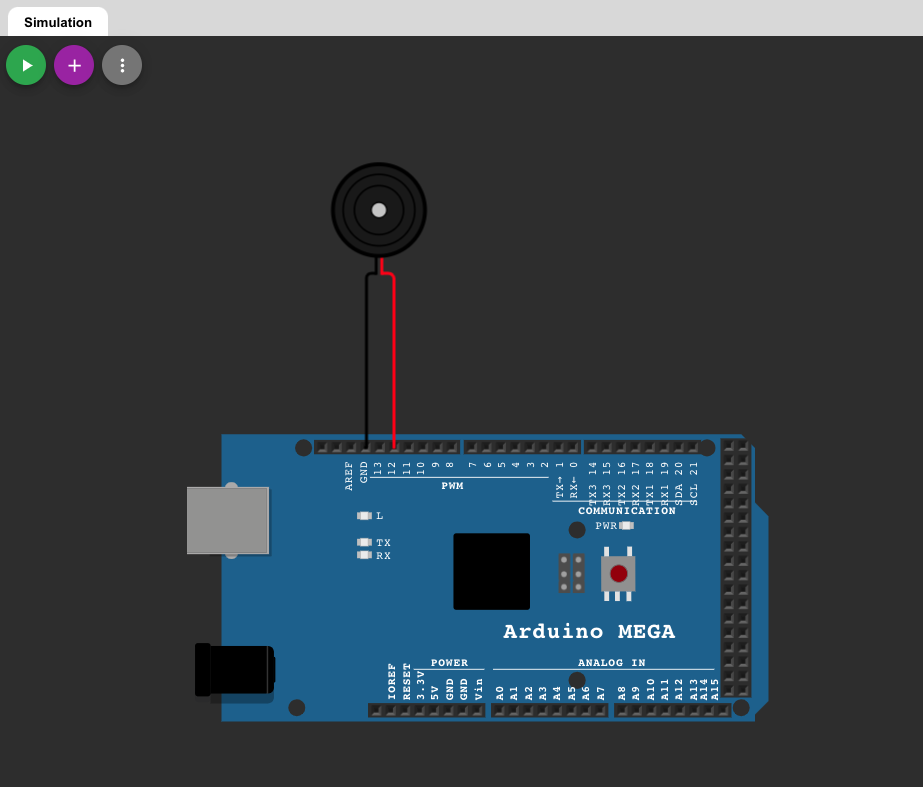 Simulation
AREF
GND
13
12
11
10
9
8
7
6
5
4
3
2
TX→ 1
RX← 0
TX3 14
RX3 15
TX2 16
RX2 17
TX1 18
RX1 19
SDA 20
SCL 21
PWM
COMMUNICATION
L
PWR
TX
RX
Arduino MEGA
POWER
ANALOG IN
IOREF
RESET
3.3V
5V
GND
GND
Vin
A0
A1
A2
A3
A4
A5
A6
A7
A8
A9
A10
A11
A12
A13
A14
A15